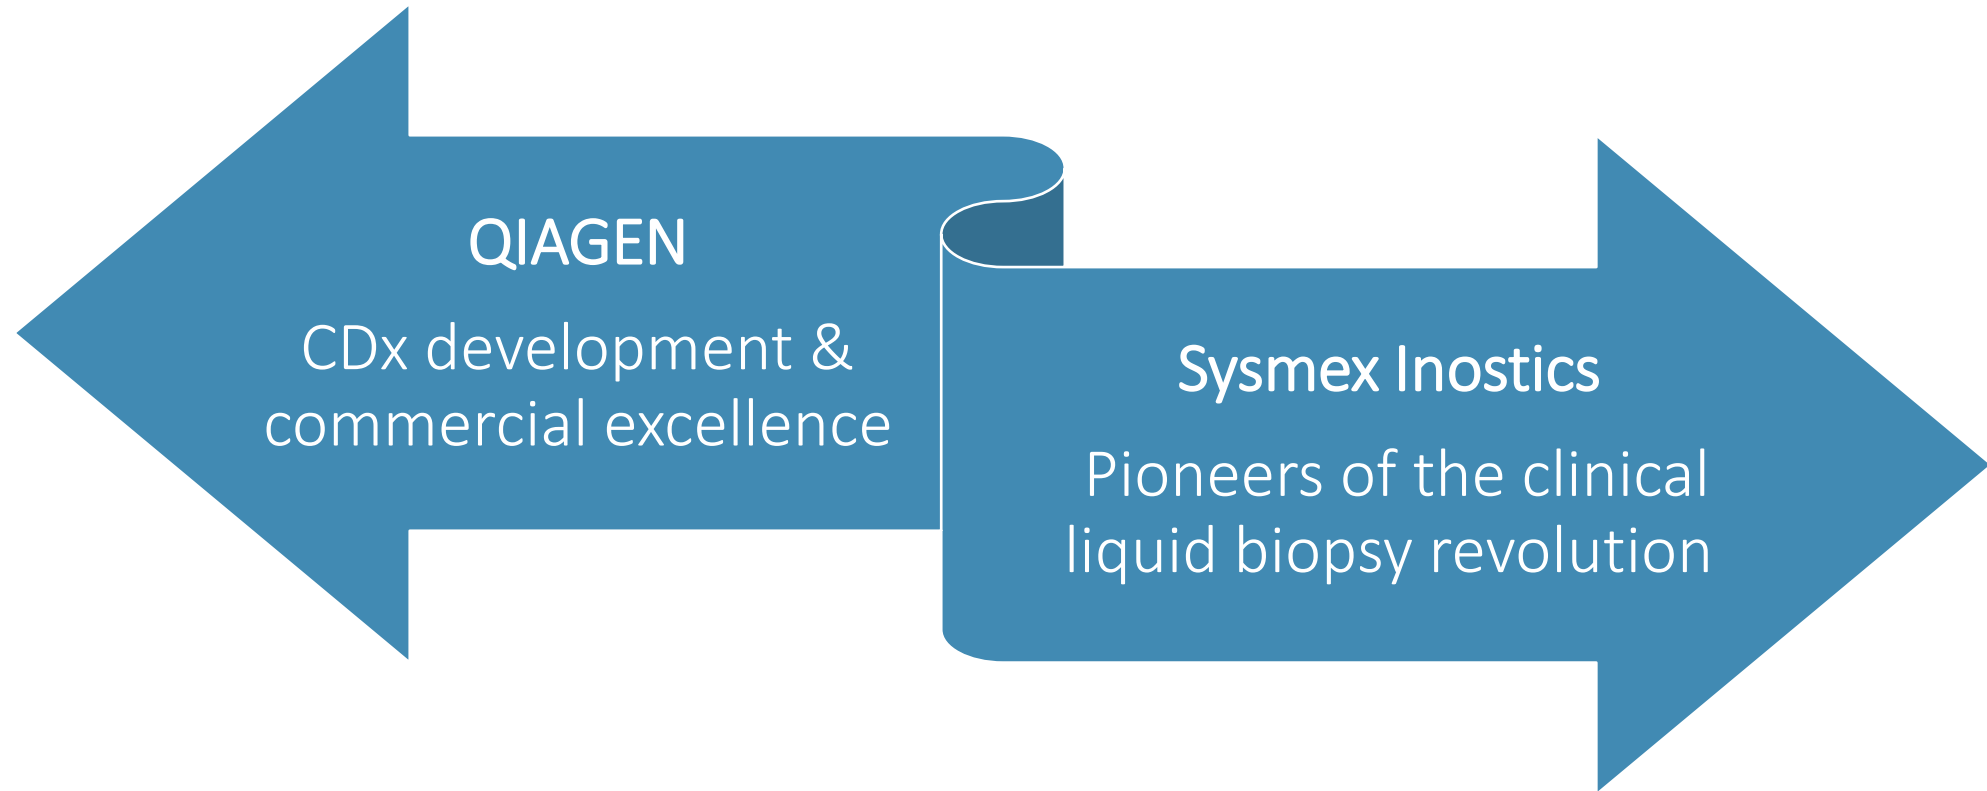 QIAGEN
CDx development &
commercial excellence
Sysmex Inostics
Pioneers of the clinical
liquid biopsy revolution